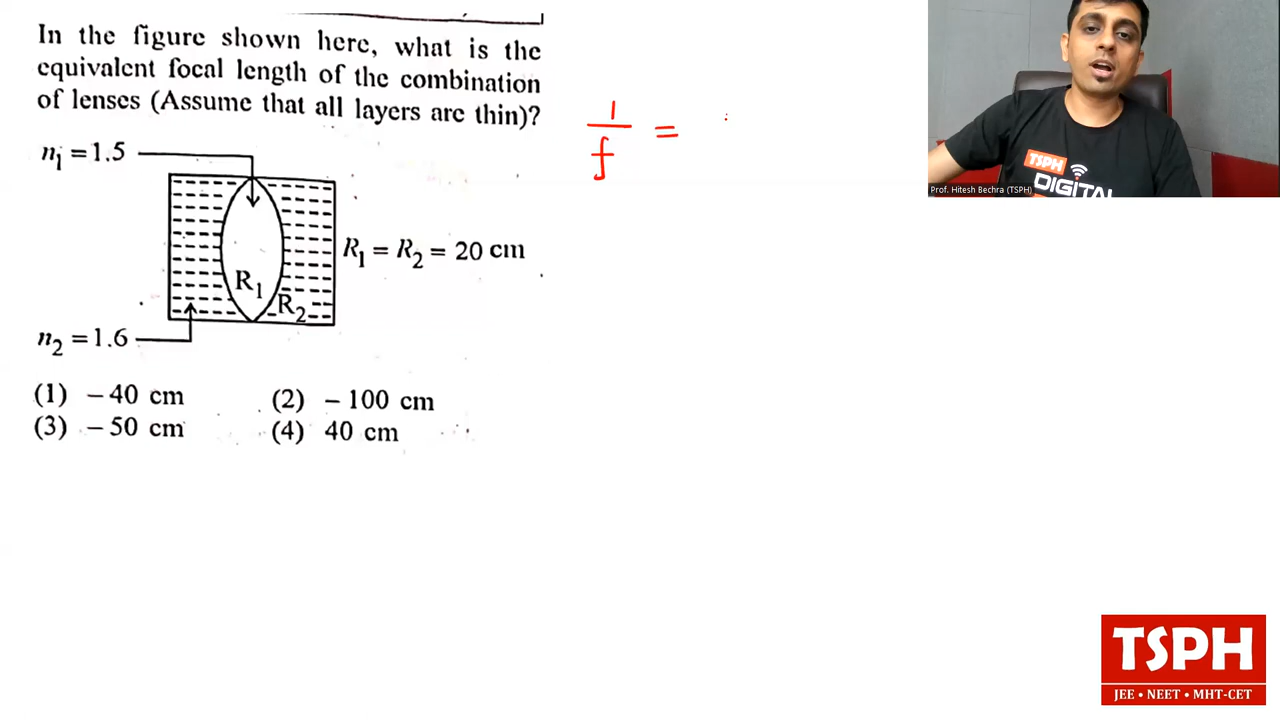 In the figure shown here, what is the
equivalent focal length of the combination
of lenses (Assume that all layers are thin)?
1/f =
n₁ = 1.5
R₁ = R₂ = 20 cm
R₁
R₂
n₂ = 1.6
(1) – 40 cm (2) – 100 cm
(3) – 50 cm (4) 40 cm
TSPH
DIGITAL
Prof. Hitesh Bechra (TSPH)
TSPH
JEE • NEET • MHT-CET